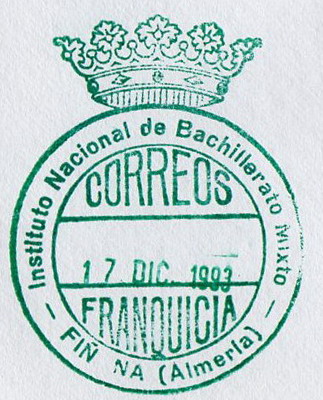 Instituto Nacional de Bachillerato Mixto
CORREOS
17 DIC. 1993
FRANQUICIA
— FIÑ NA (Almería) —